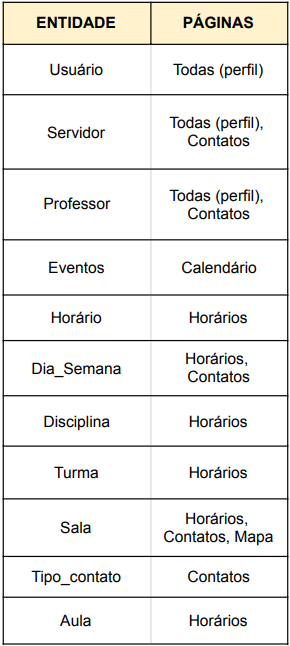 ENTIDADE PÁGINAS
Usuário Todas (perfil)
Servidor Todas (perfil),
Contatos
Professor Todas (perfil),
Contatos
Eventos Calendário
Horário Horários
Dia_Semana Horários,
Contatos
Disciplina Horários
Turma Horários
Sala Horários,
Contatos, Mapa
Tipo_contato Contatos
Aula Horários